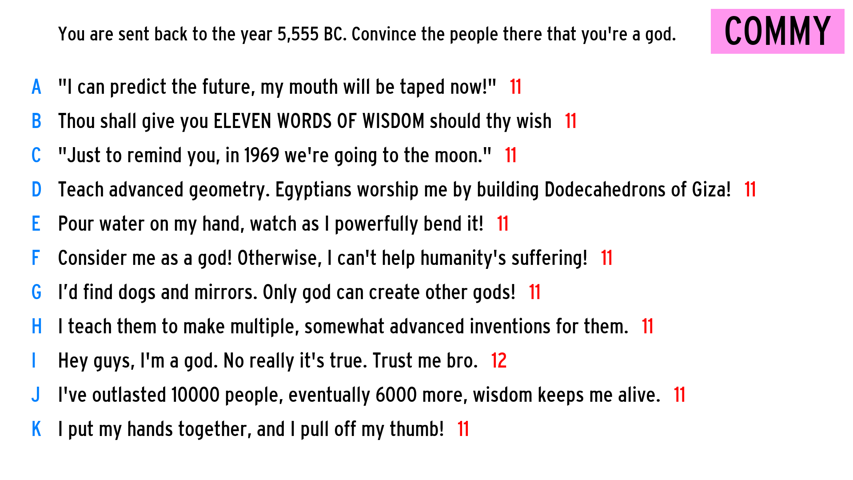 You are sent back to the year 5,555 BC. Convince the people there that you're a god.
COMMY
A "I can predict the future, my mouth will be taped now!" 11
B Thou shall give you ELEVEN WORDS OF WISDOM should thy wish 11
C "Just to remind you, in 1969 we're going to the moon." 11
D Teach advanced geometry. Egyptians worship me by building Dodecahedrons of Giza! 11
E Pour water on my hand, watch as I powerfully bend it! 11
F Consider me as a god! Otherwise, I can't help humanity's suffering! 11
G I'd find dogs and mirrors. Only god can create other gods! 11
H I teach them to make multiple, somewhat advanced inventions for them. 11
I Hey guys, I'm a god. No really it's true. Trust me bro. 12
J I've outlasted 10000 people, eventually 6000 more, wisdom keeps me alive. 11
K I put my hands together, and I pull off my thumb! 11